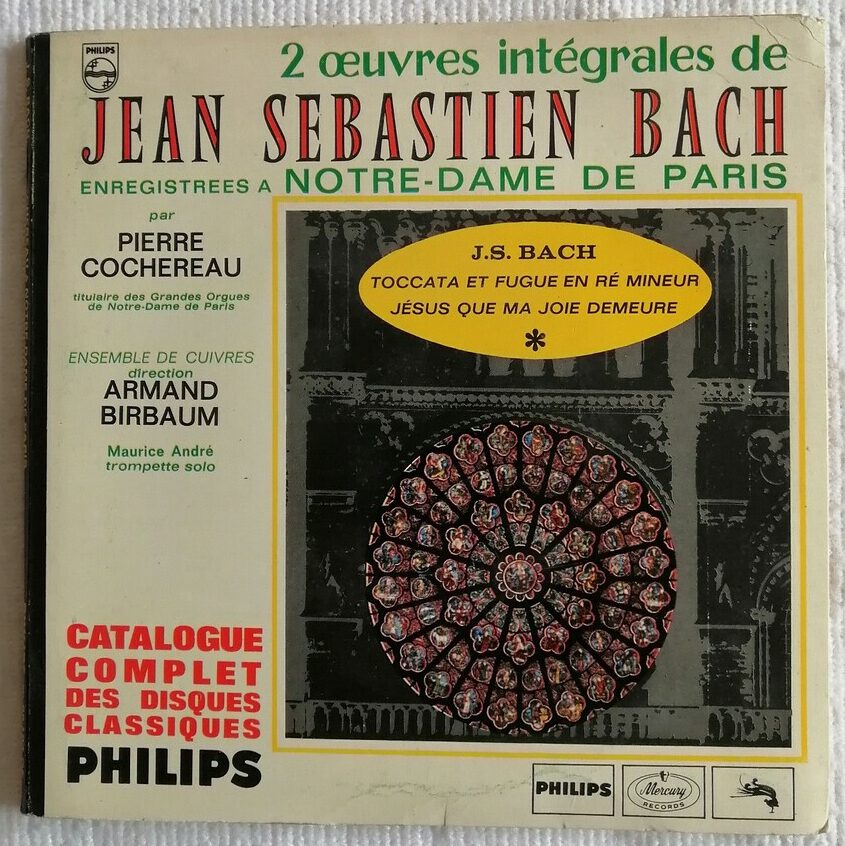 PHILIPS
2 œuvres intégrales de
JEAN SEBASTIEN BACH
ENREGISTREES A NOTRE-DAME DE PARIS
par
PIERRE
COCHEREAU
titulaire des Grandes Orgues
de Notre-Dame de Paris
ENSEMBLE DE CUIVRES
direction
ARMAND
BIRBAUM
Maurice André
trompette solo
J.S. BACH
TOCCATA ET FUGUE EN RÉ MINEUR
JÉSUS QUE MA JOIE DEMEURE
*
CATALOGUE
COMPLET
DES DISQUES
CLASSIQUES
PHILIPS
PHILIPS
Mercury
RECORDS